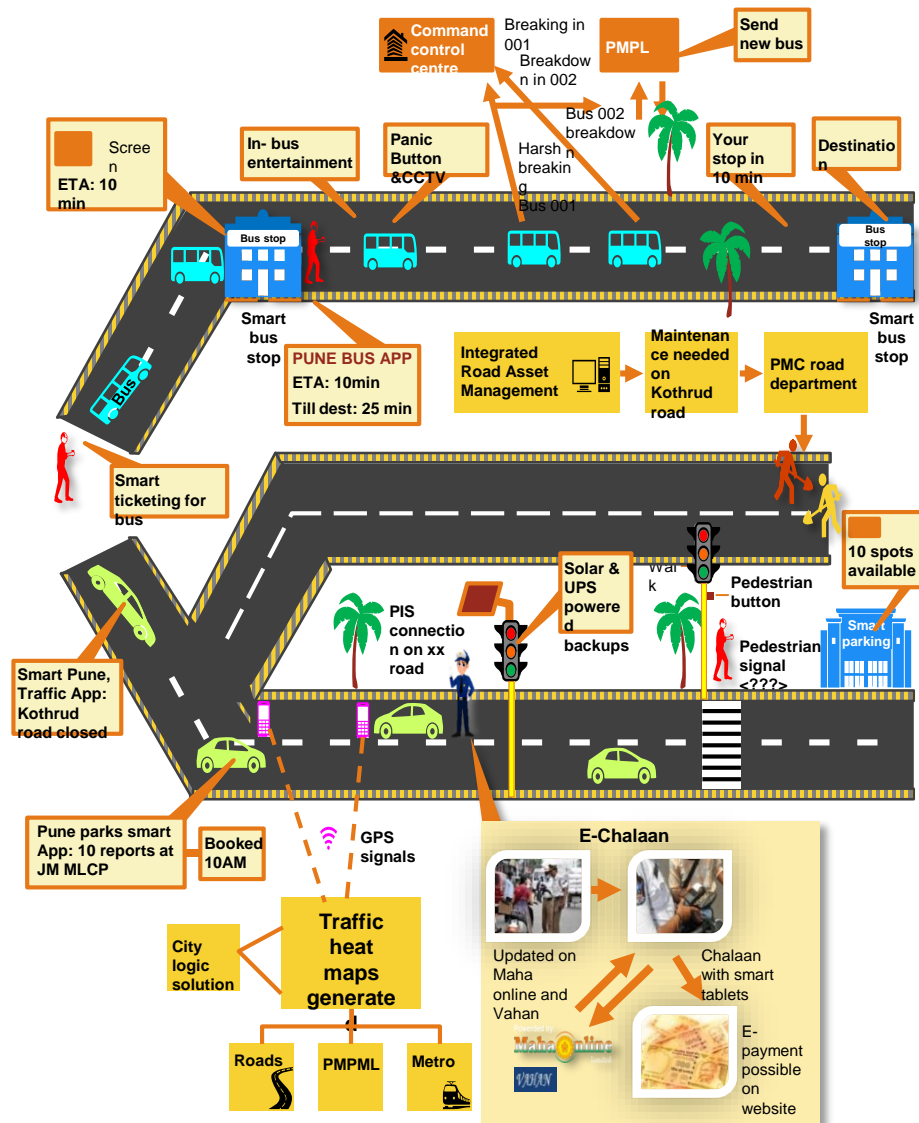 Command
control
centre
Breaking in
001
Breakdow
n in 002
PMPL
Send
new bus
Bus 002
breakdow
n
Harsh
breakin
g
Bus 001
Scree
n
ETA: 10
min
In- bus
entertainment
Panic
Button
&CCTV
Your
stop in
10 min
Destinatio
n
Bus stop
Bus
stop
Smart
bus
stop
Smart
bus
stop
Bus
PUNE BUS APP
ETA: 10min
Till dest: 25 min
Integrated
Road Asset
Management
Maintenan
ce needed
on
Kothrud
road
PMC road
department
Smart
ticketing for
bus
10 spots
available
Solar &
UPS
powere
d
backups
Wal
k
Pedestrian
button
PIS
connectio
n on xx
road
Pedestrian
signal
<???>
Smart
parking
Smart Pune,
Traffic App:
Kothrud
road closed
Pune parks smart
App: 10 reports at
JM MLCP
Booked
10AM
GPS
signals
E-Chalaan
Traffic
heat
maps
generate
d
City
logic
solution
Updated on
Maha
online and
Vahan
Chalaan
with smart
tablets
Powered by
MahaOnline
Limited
VAHAN
E-
payment
possible
on
website
Roads
PMPML
Metro